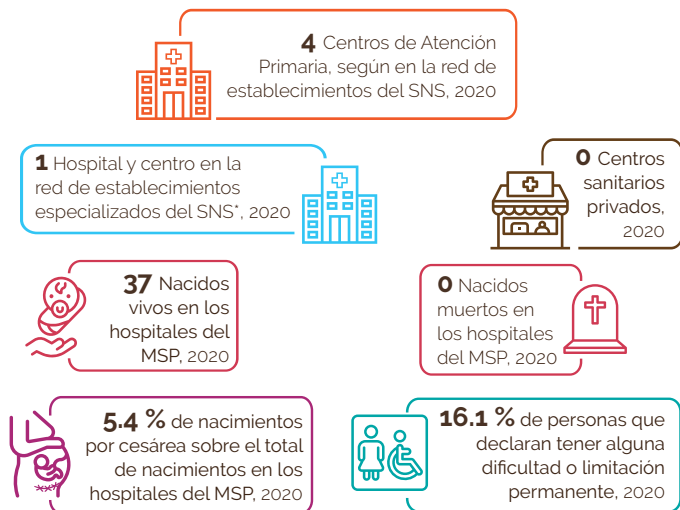 4 Centros de Atención
Primaria, según en la red de
establecimientos del SNS, 2020
1 Hospital y centro en la
red de establecimientos
especializados del SNS*, 2020
0 Centros
sanitarios
privados,
2020
37 Nacidos
vivos en los
hospitales del
MSP, 2020
0 Nacidos
muertos en
los hospitales
del MSP, 2020
5.4 % de nacimientos
por cesárea sobre el total
de nacimientos en los
hospitales del MSP, 2020
16.1 % de personas que
declaran tener alguna
dificultad o limitación
permanente, 2020